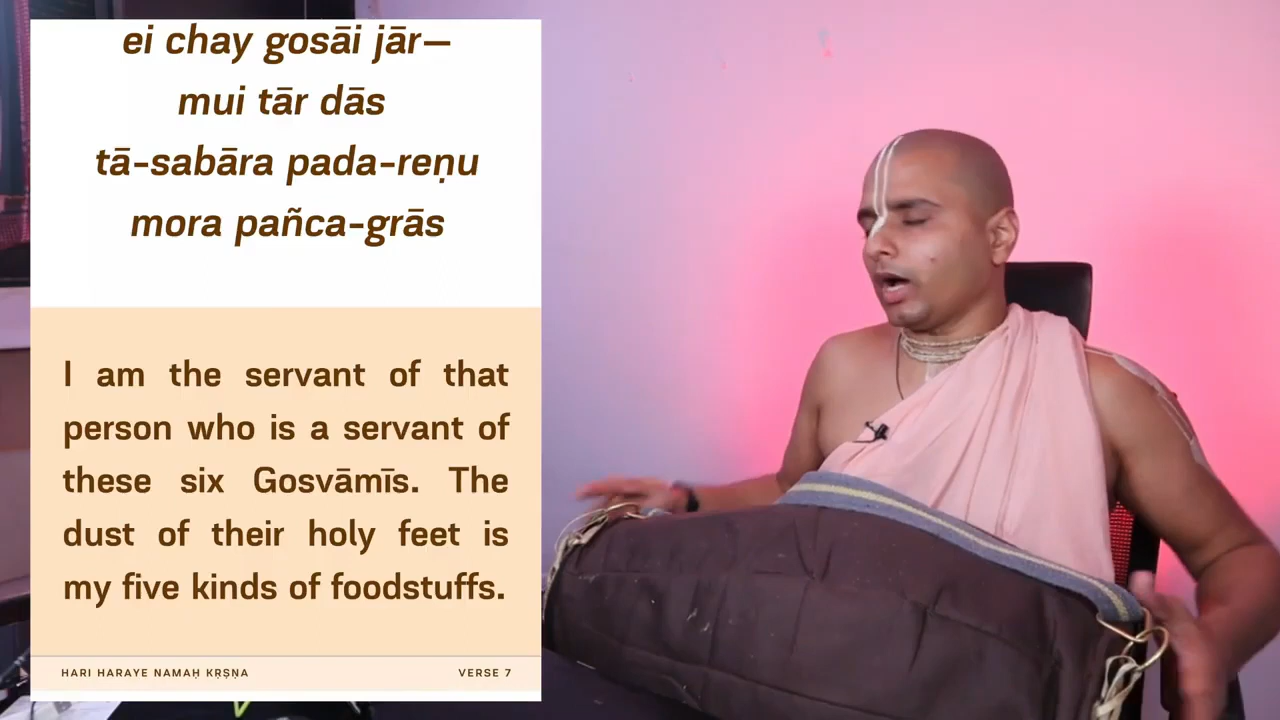 ei chay gosāi jār—
mui tār dās
tā-sabāra pada-reṇu
mora pañca-grās
I am the servant of that
person who is a servant of
these six Gosvāmīs. The
dust of their holy feet is
my five kinds of foodstuffs.
HARI HARAYE NAMAḤ KṚṢṆA
VERSE 7